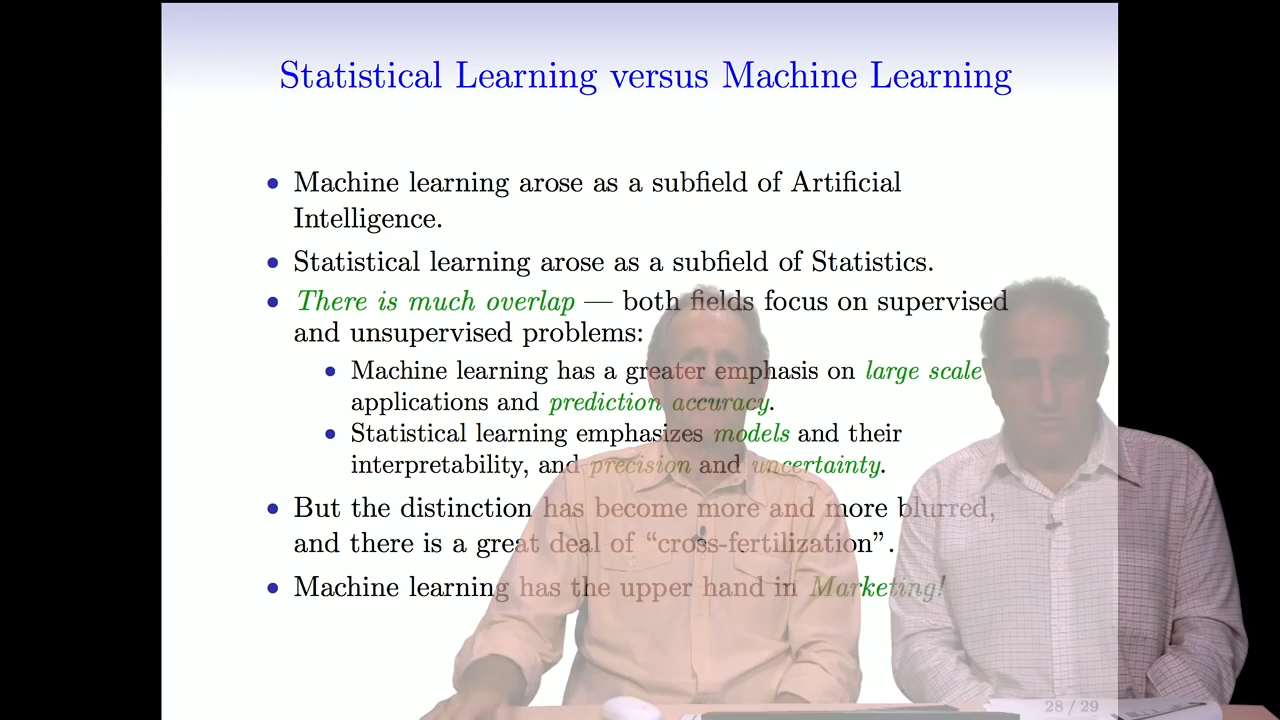 Statistical Learning versus Machine Learning
• Machine learning arose as a subfield of Artificial
Intelligence.
• Statistical learning arose as a subfield of Statistics.
• There is much overlap — both fields focus on supervised
and unsupervised problems:
• Machine learning has a greater emphasis on large scale
applications and prediction accuracy.
• Statistical learning emphasizes models and their
interpretability, and precision and uncertainty.
• But the distinction has become more and more blurred,
and there is a great deal of “cross-fertilization”.
• Machine learning has the upper hand in Marketing!
28 / 29